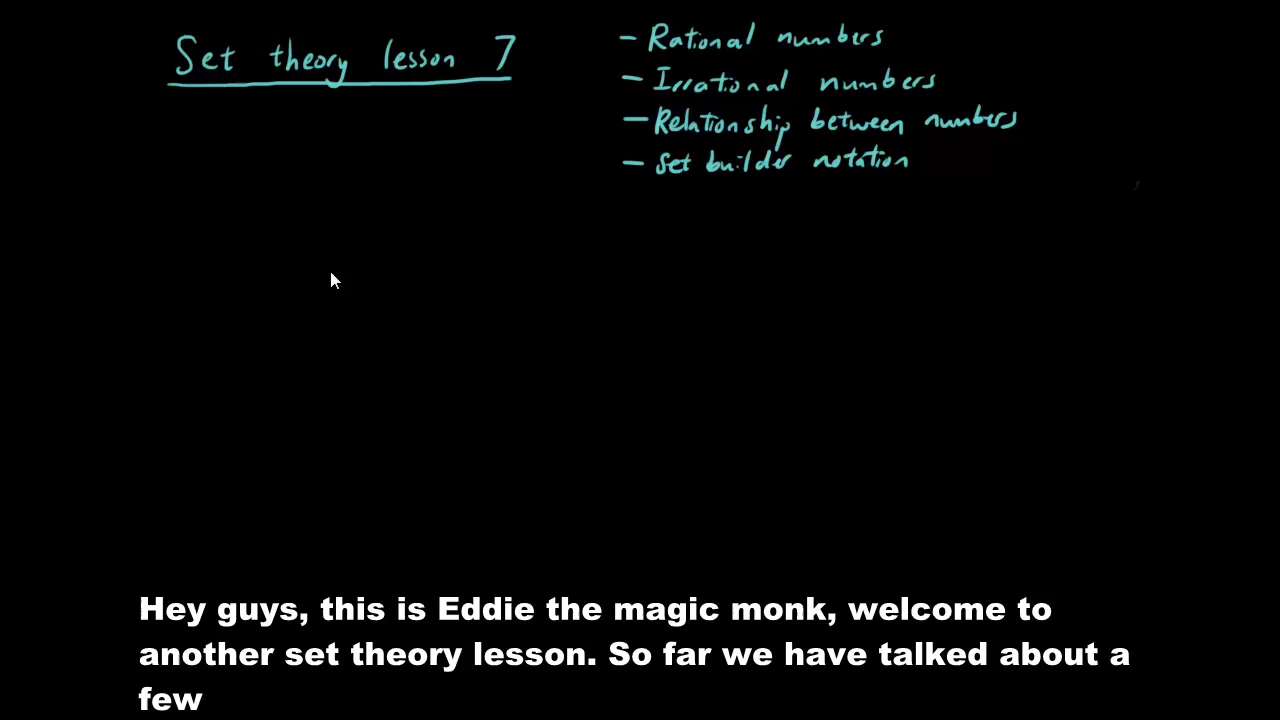 Set theory lesson 7
- Rational numbers
- Irrational numbers
- Relationship between numbers
- Set builder notation
Hey guys, this is Eddie the magic monk, welcome to
another set theory lesson. So far we have talked about a
few